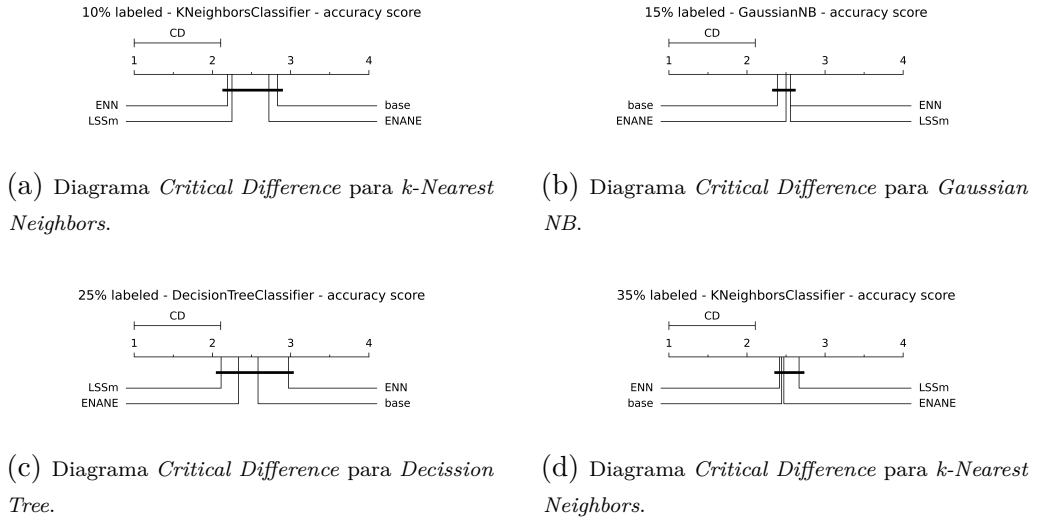 10% labeled - KNeighborsClassifier - accuracy score
CD
1 2 3 4
ENN base
LSSm ENANE
(a) Diagrama Critical Difference para k-Nearest
Neighbors.
15% labeled - GaussianNB - accuracy score
CD
1 2 3 4
base ENN
ENANE LSSm
(b) Diagrama Critical Difference para Gaussian
NB.
25% labeled - DecisionTreeClassifier - accuracy score
CD
1 2 3 4
LSSm ENN
ENANE base
(c) Diagrama Critical Difference para Decission
Tree.
35% labeled - KNeighborsClassifier - accuracy score
CD
1 2 3 4
ENN LSSm
base ENANE
(d) Diagrama Critical Difference para k-Nearest
Neighbors.